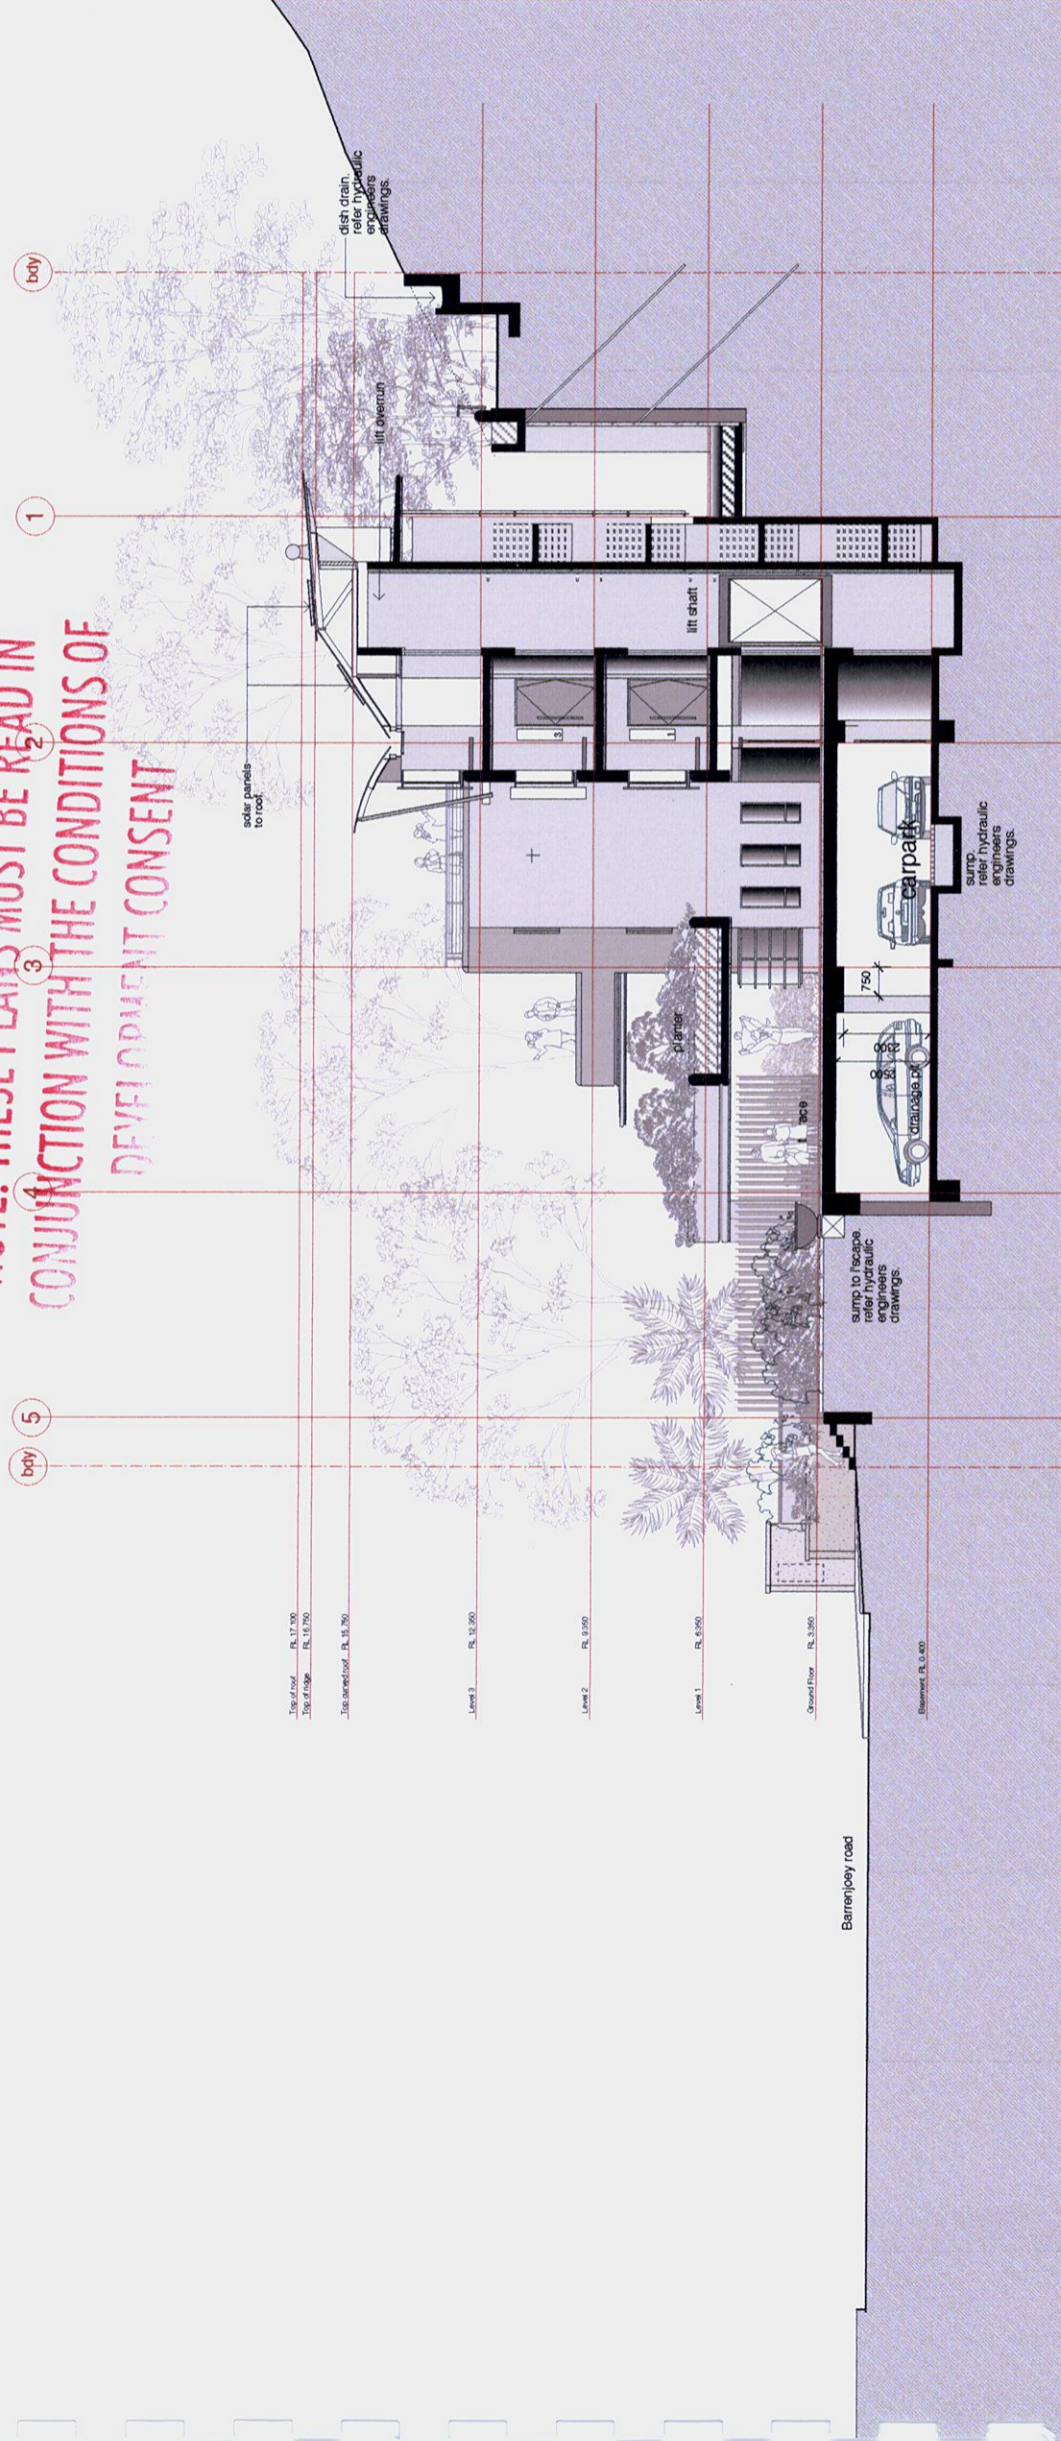 NOTE: THESE PLANS MUST BE READ IN
CONJUNCTION WITH THE CONDITIONS OF
DEVELOPMENT CONSENT
bdy
5
4
3
2
1
bdy
solar panels
to roof.
lift overrun
dish drain.
refer hydraulic
engineers
drawings.
Top of roof RL 17.100
Top of ridge RL 16.750
Top curved roof RL 15.750
Level 3 RL 12.350
Level 2 RL 9.350
Level 1 RL 6.350
Ground Floor RL 3.350
Basement RL 0.400
3
1
lift shaft
planter
750
2200
drainage pit
carpark
sump.
refer hydraulic
engineers
drawings.
sump to l'scape.
refer hydraulic
engineers
drawings.
Barrenjoey road